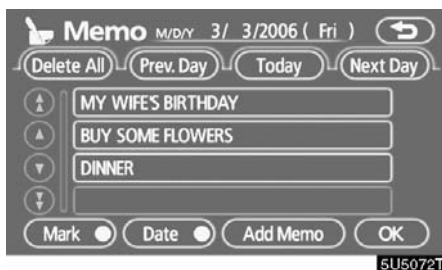 Memo M/D/Y 3/ 3/2006 ( Fri )
Delete All Prev. Day Today Next Day
MY WIFE'S BIRTHDAY
BUY SOME FLOWERS
DINNER
Mark Date Add Memo OK
5U5072T